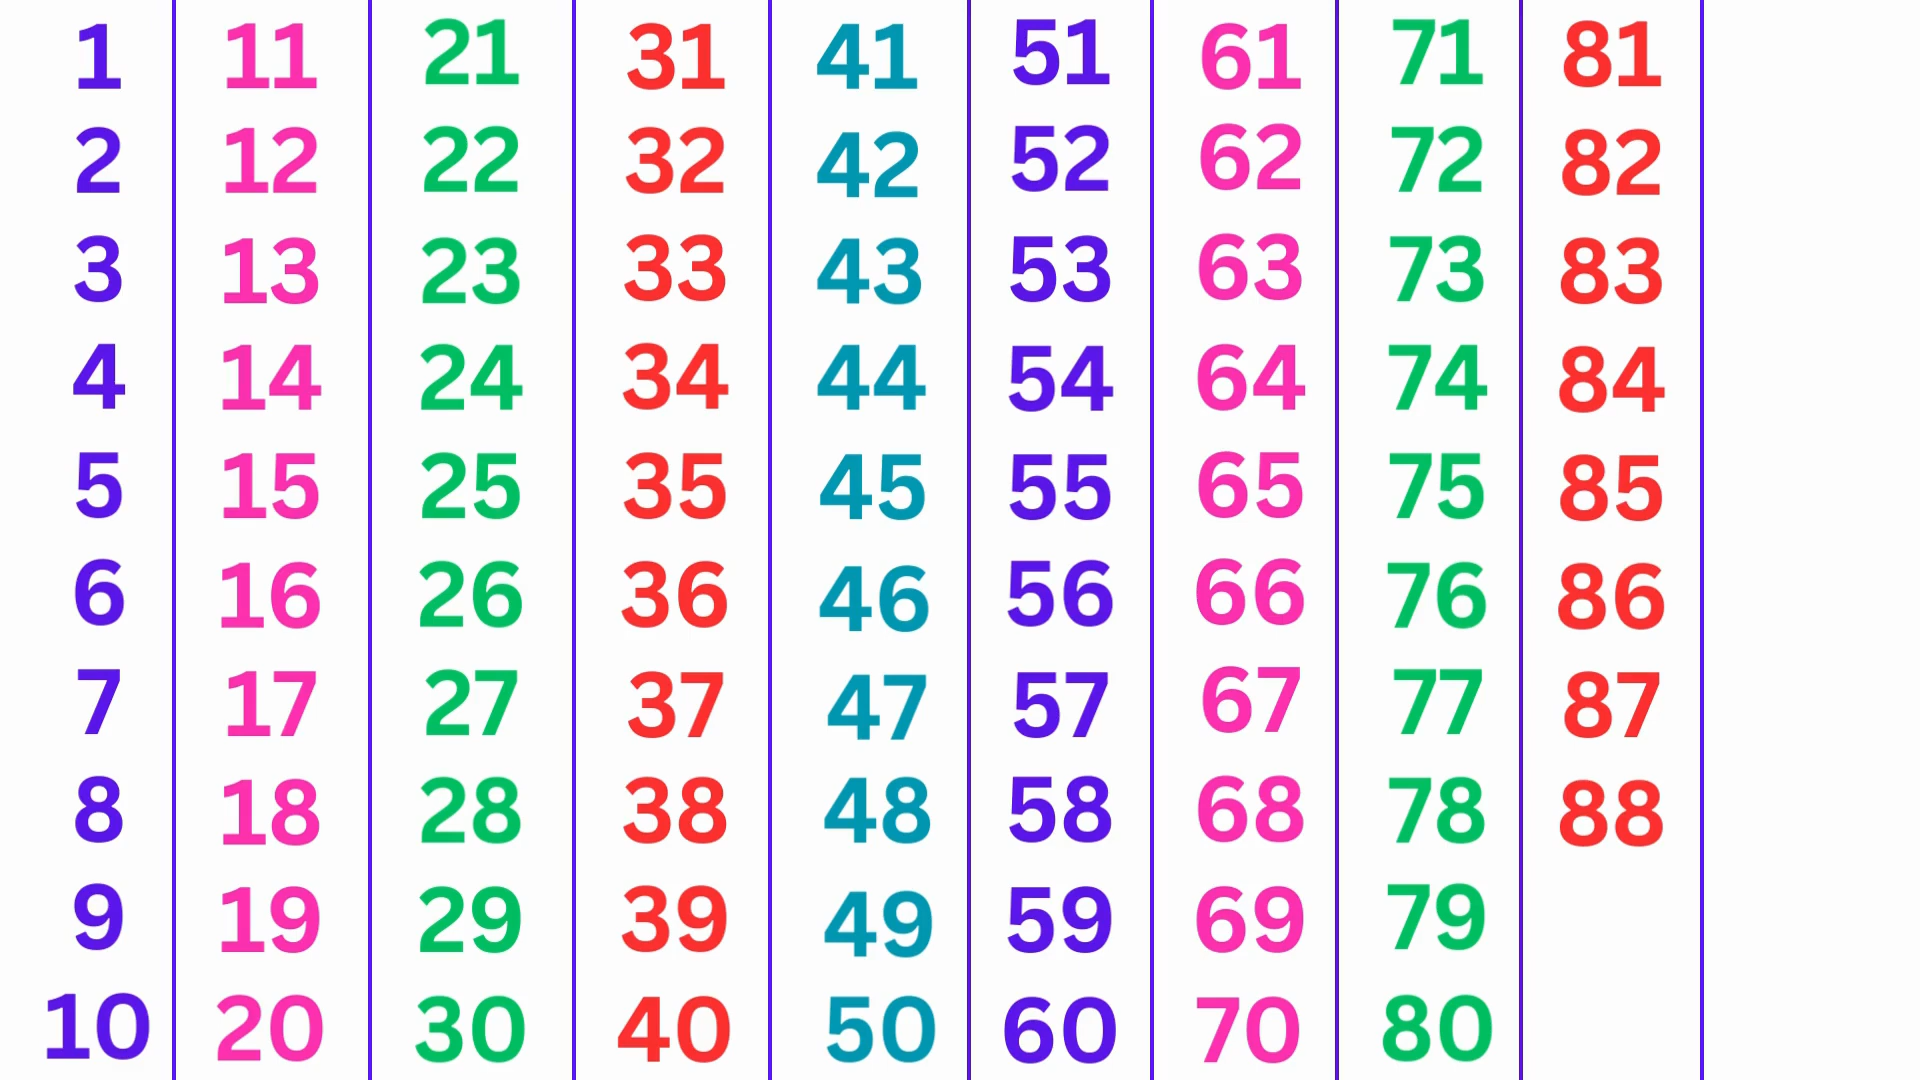 1 11 21 31 41 51 61 71 81
2 12 22 32 42 52 62 72 82
3 13 23 33 43 53 63 73 83
4 14 24 34 44 54 64 74 84
5 15 25 35 45 55 65 75 85
6 16 26 36 46 56 66 76 86
7 17 27 37 47 57 67 77 87
8 18 28 38 48 58 68 78 88
9 19 29 39 49 59 69 79
10 20 30 40 50 60 70 80